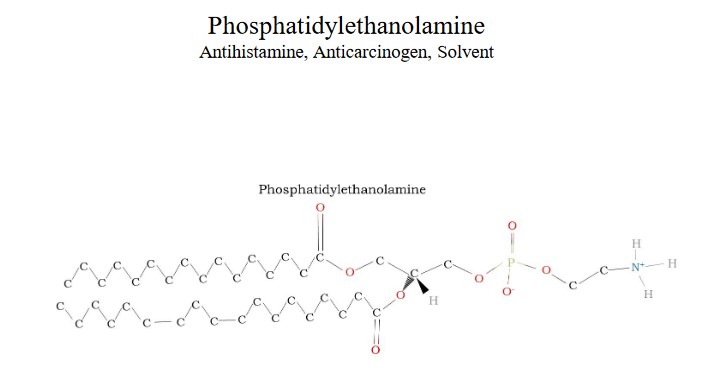 Phosphatidylethanolamine
Antihistamine, Anticarcinogen, Solvent
Phosphatidylethanolamine
O
O
H
C C C C C C C C C
P N⁺ H
C C C C C C C C O C C O O C
C O⁻ C H
C C C C C C C O H
C C C C C C C C C
O